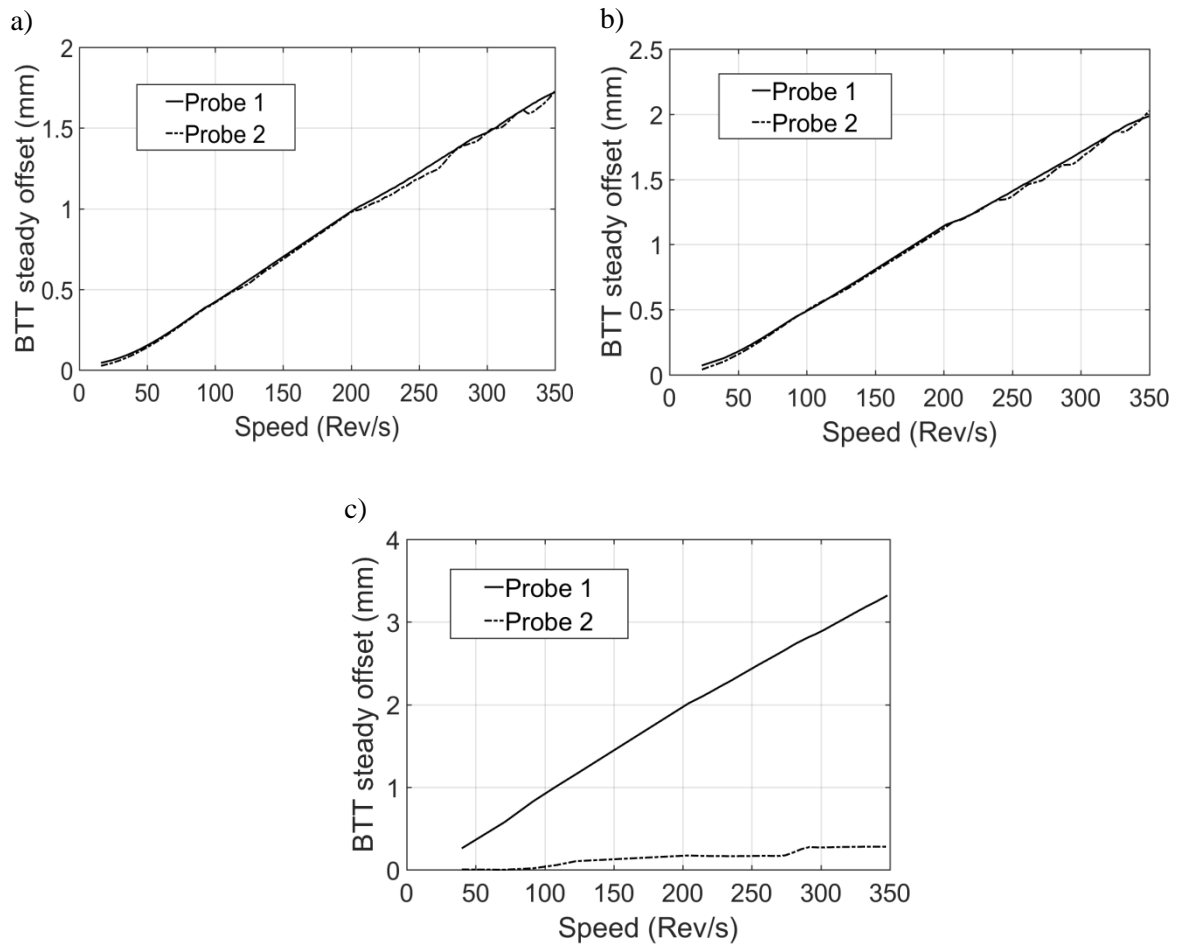 a)
BTT steady offset (mm)
2
1.5
1
0.5
0
Probe 1
Probe 2
0 50 100 150 200 250 300 350
Speed (Rev/s)
b)
BTT steady offset (mm)
2.5
2
1.5
1
0.5
0
Probe 1
Probe 2
0 50 100 150 200 250 300 350
Speed (Rev/s)
c)
BTT steady offset (mm)
4
3
2
1
0
Probe 1
Probe 2
0 50 100 150 200 250 300 350
Speed (Rev/s)